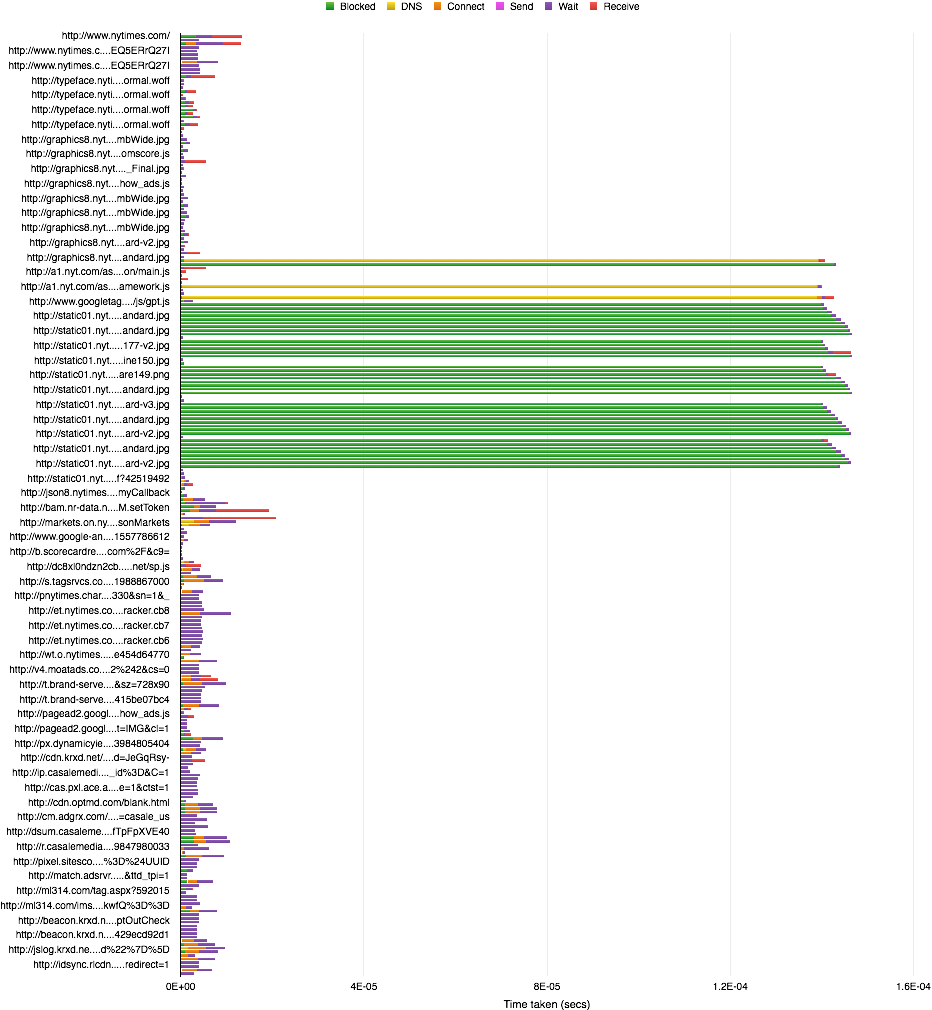 Blocked DNS Connect Send Wait Receive
http://www.nytimes.com/
http://www.nytimes.c....EQ5ERrQ27I
http://www.nytimes.c....EQ5ERrQ27I
http://typeface.nyti....ormal.woff
http://typeface.nyti....ormal.woff
http://typeface.nyti....ormal.woff
http://typeface.nyti....ormal.woff
http://graphics8.nyt....mbWide.jpg
http://graphics8.nyt....omscore.js
http://graphics8.nyt...._Final.jpg
http://graphics8.nyt....how_ads.js
http://graphics8.nyt....mbWide.jpg
http://graphics8.nyt....mbWide.jpg
http://graphics8.nyt....mbWide.jpg
http://graphics8.nyt....ard-v2.jpg
http://graphics8.nyt....andard.jpg
http://a1.nyt.com/as....on/main.js
http://a1.nyt.com/as....amework.js
http://www.googletag..../js/gpt.js
http://static01.nyt.....andard.jpg
http://static01.nyt.....andard.jpg
http://static01.nyt.....177-v2.jpg
http://static01.nyt.....ine150.jpg
http://static01.nyt.....are149.png
http://static01.nyt.....andard.jpg
http://static01.nyt.....ard-v3.jpg
http://static01.nyt.....andard.jpg
http://static01.nyt.....ard-v2.jpg
http://static01.nyt.....andard.jpg
http://static01.nyt.....ard-v2.jpg
http://static01.nyt.....f?42519492
http://json8.nytimes....myCallback
http://bam.nr-data.n....M.setToken
http://markets.on.ny....sonMarkets
http://www.google-an....1557786612
http://b.scorecardre....com%2F&c9=
http://dc8xl0ndzn2cb.....net/sp.js
http://s.tagsrvcs.co....1988867000
http://pnytimes.char....330&sn=1&_
http://et.nytimes.co....racker.cb8
http://et.nytimes.co....racker.cb7
http://et.nytimes.co....racker.cb6
http://wt.o.nytimes.....e454d64770
http://v4.moatads.co....2%242&cs=0
http://t.brand-serve....&sz=728x90
http://t.brand-serve....415be07bc4
http://pagead2.googl....how_ads.js
http://pagead2.googl....t=IMG&cl=1
http://px.dynamicyie....3984805404
http://cdn.krxd.net/....d=JeGqRsy-
http://ip.casalemedi...._id%3D&C=1
http://cas.pxl.ace.a....e=1&ctst=1
http://cdn.optmd.com/blank.html
http://cm.adgrx.com/....=casale_us
http://dsum.casaleme....fTpFpXVE40
http://r.casalemedia....9847980033
http://pixel.sitesco....%3D%24UUID
http://match.adsrvr.....&ttd_tpi=1
http://ml314.com/tag.aspx?592015
http://ml314.com/ims....kwfQ%3D%3D
http://beacon.krxd.n....ptOutCheck
http://beacon.krxd.n....429ecd92d1
http://jslog.krxd.ne....d%22%7D%5D
http://idsync.rlcdn.....redirect=1
0E+00 4E-05 8E-05 1.2E-04 1.6E-04
Time taken (secs)